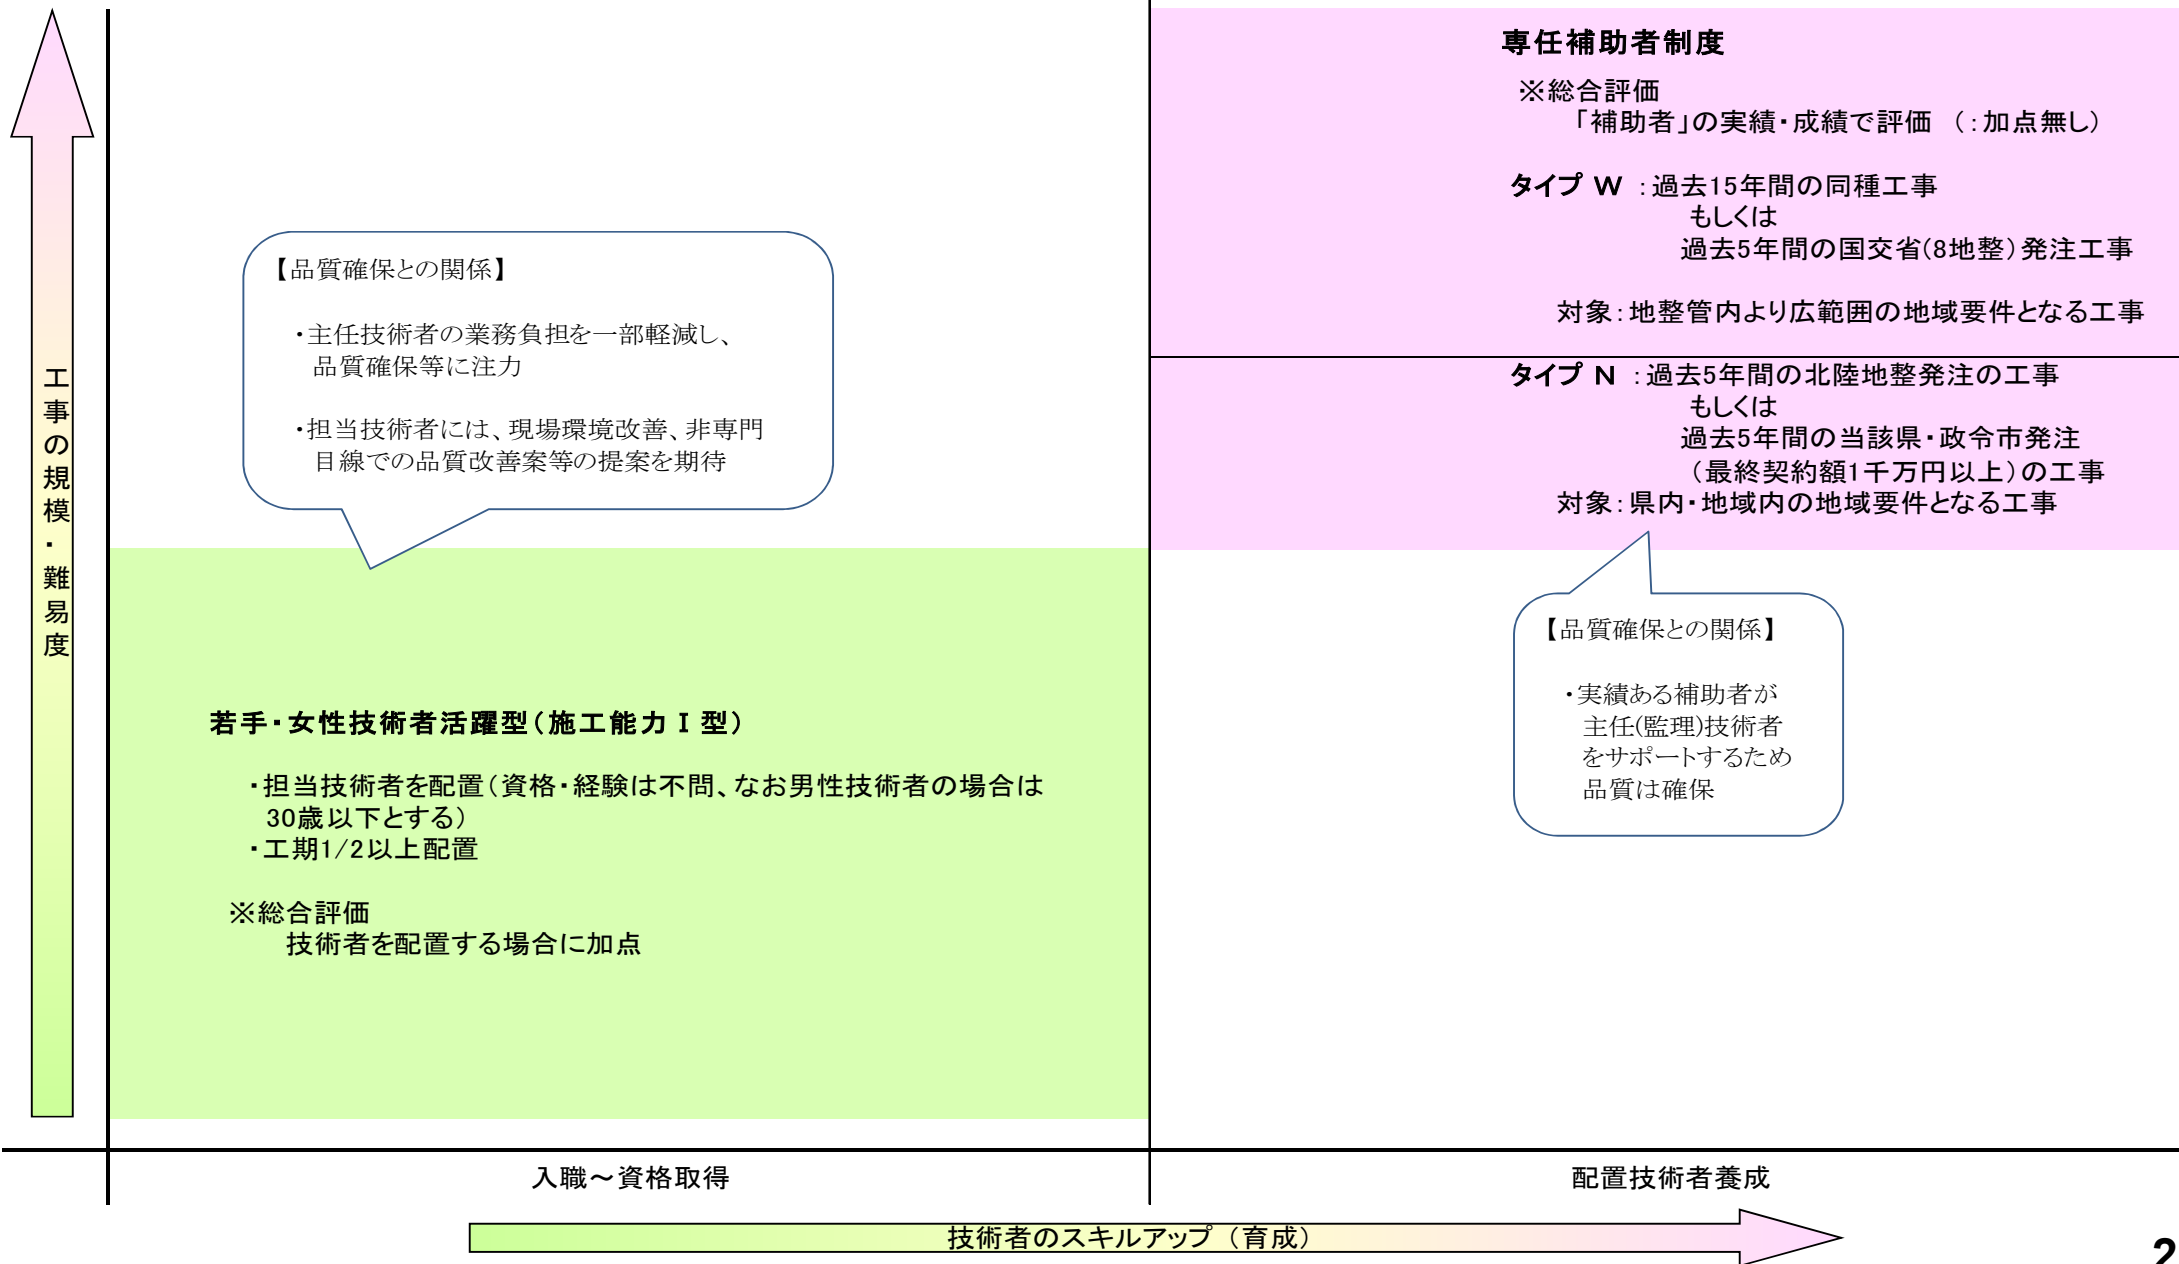 工事の規模・難易度
専任補助者制度
※総合評価
「補助者」の実績・成績で評価 （：加点無し）
タイプ W ：過去15年間の同種工事
もしくは
過去5年間の国交省（8地整）発注工事
対象：地整管内より広範囲の地域要件となる工事
タイプ N ：過去5年間の北陸地整発注の工事
もしくは
過去5年間の当該県・政令市発注
（最終契約額1千万円以上）の工事
対象：県内・地域内の地域要件となる工事
【品質確保との関係】
・主任技術者の業務負担を一部軽減し、
品質確保等に注力
・担当技術者には、現場環境改善、非専門
目線での品質改善案等の提案を期待
【品質確保との関係】
・実績ある補助者が
主任(監理)技術者
をサポートするため
品質は確保
若手・女性技術者活躍型（施工能力Ⅰ型）
・担当技術者を配置（資格・経験は不問、なお男性技術者の場合は
30歳以下とする）
・工期1/2以上配置
※総合評価
技術者を配置する場合に加点
入職～資格取得
配置技術者養成
技術者のスキルアップ （育成）
2